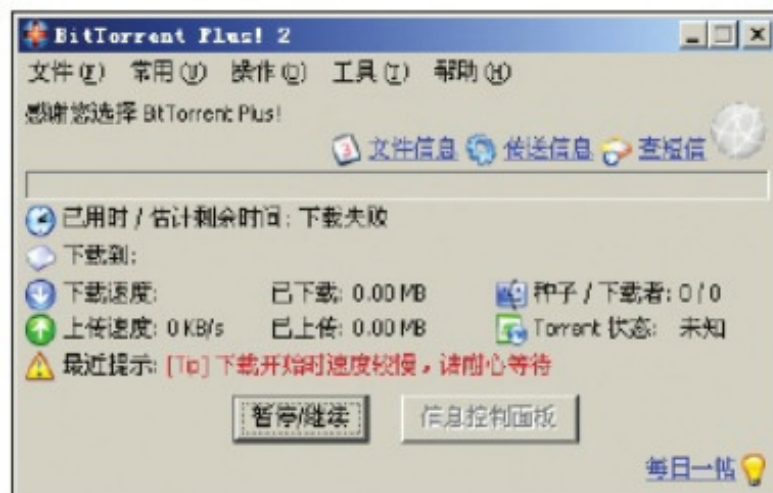 BitTorrent Plus! 2
文件(F) 常用(U) 操作(O) 工具(T) 帮助(H)
感谢您选择 BitTorrent Plus!
文件信息 传送信息 查短信
已用时 / 估计剩余时间: 下载失败
下载到:
下载速度: 已下载: 0.00 MB 种子 / 下载者: 0 / 0
上传速度: 0 KB/s 已上传: 0.00 MB Torrent 状态: 未知
最近提示: [Tip] 下载开始时速度较慢，请耐心等待
暂停/继续 信息控制面板
每日一帖